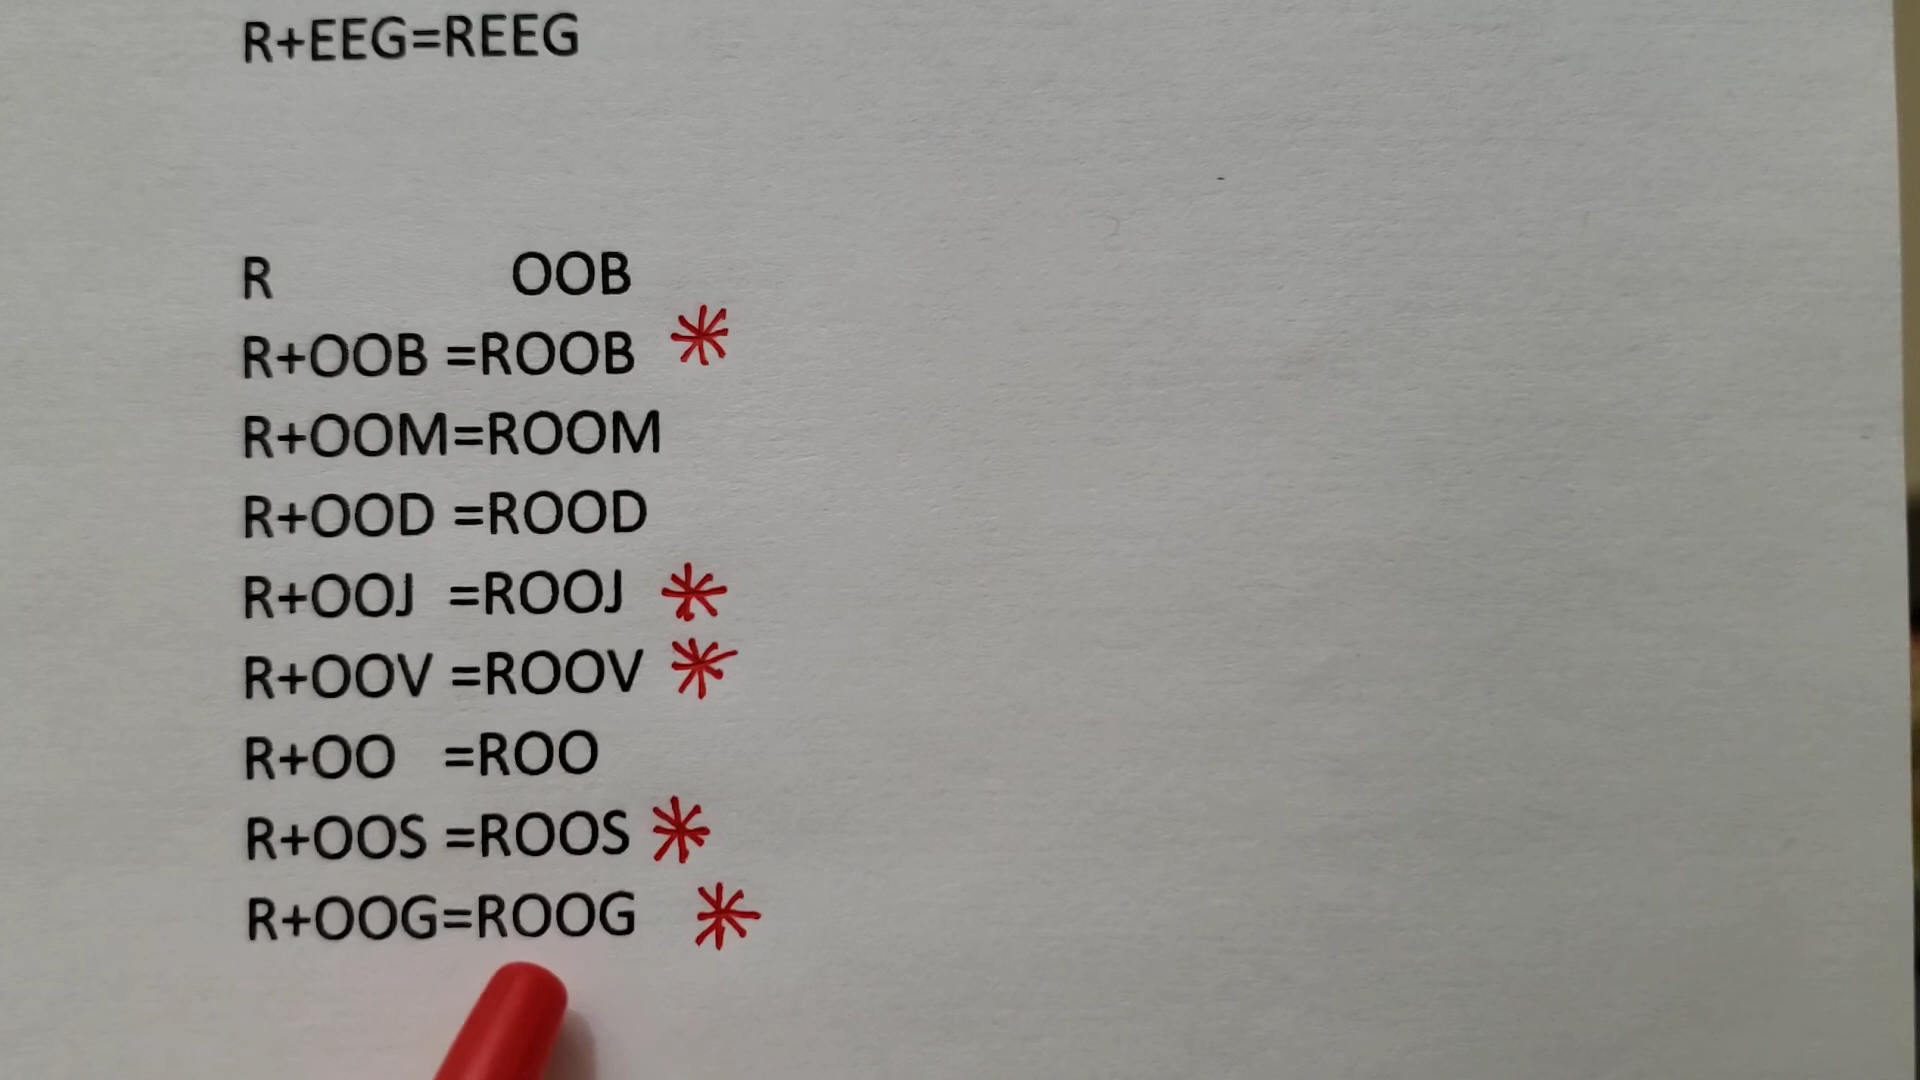 R+EEG=REEG
R OOB
R+OOB =ROOB *
R+OOM=ROOM
R+OOD =ROOD
R+OOJ =ROOJ *
R+OOV =ROOV *
R+OO =ROO
R+OOS =ROOS *
R+OOG=ROOG *